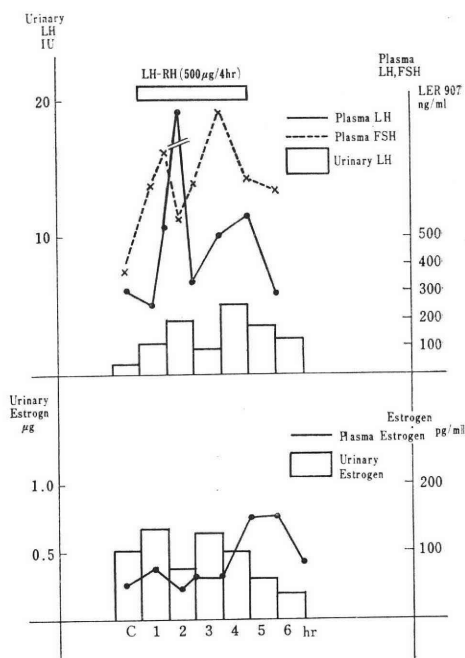 Urinary
LH
IU
Plasma
LH,FSH
LH-RH (500μg/4hr)
LER 907
ng/ml
20
Plasma LH
Plasma FSH
Urinary LH
10
500
400
300
200
100
Urinary
Estrogn
μg
Estrogen
Plasma Estrogen
pg/ml
Urinary
Estrogen
1.0
200
0.5
100
C 1 2 3 4 5 6 hr